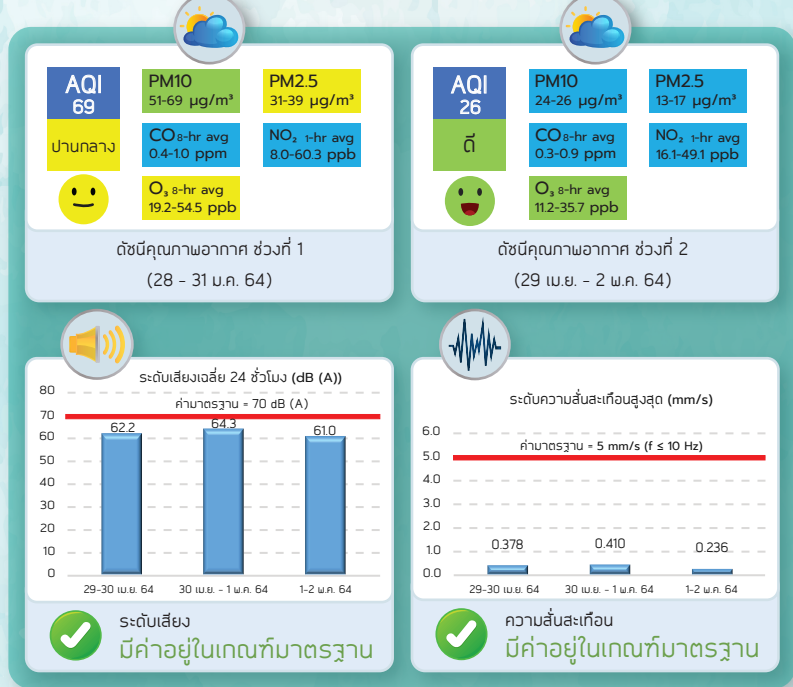 AQI
69
PM10
51-69 µg/m³
PM2.5
31-39 µg/m³
ปานกลาง
CO 8-hr avg
0.4-1.0 ppm
NO₂ 1-hr avg
8.0-60.3 ppb
O₃ 8-hr avg
19.2-54.5 ppb
ดัชนีคุณภาพอากาศ ช่วงที่ 1
(28 - 31 ม.ค. 64)
AQI
26
PM10
24-26 µg/m³
PM2.5
13-17 µg/m³
ดี
CO 8-hr avg
0.3-0.9 ppm
NO₂ 1-hr avg
16.1-49.1 ppb
O₃ 8-hr avg
11.2-35.7 ppb
ดัชนีคุณภาพอากาศ ช่วงที่ 2
(29 เม.ย. - 2 พ.ค. 64)
ระดับเสียงเฉลี่ย 24 ชั่วโมง (dB (A))
ค่ามาตรฐาน = 70 dB (A)
80
70
60
50
40
30
20
10
0
62.2
64.3
61.0
29-30 เม.ย. 64
30 เม.ย. - 1 พ.ค. 64
1-2 พ.ค. 64
ระดับเสียง
มีค่าอยู่ในเกณฑ์มาตรฐาน
ระดับความสั่นสะเทือนสูงสุด (mm/s)
ค่ามาตรฐาน = 5 mm/s (f ≤ 10 Hz)
6.0
5.0
4.0
3.0
2.0
1.0
0.0
0.378
0.410
0.236
29-30 เม.ย. 64
30 เม.ย. - 1 พ.ค. 64
1-2 พ.ค. 64
ความสั่นสะเทือน
มีค่าอยู่ในเกณฑ์มาตรฐาน